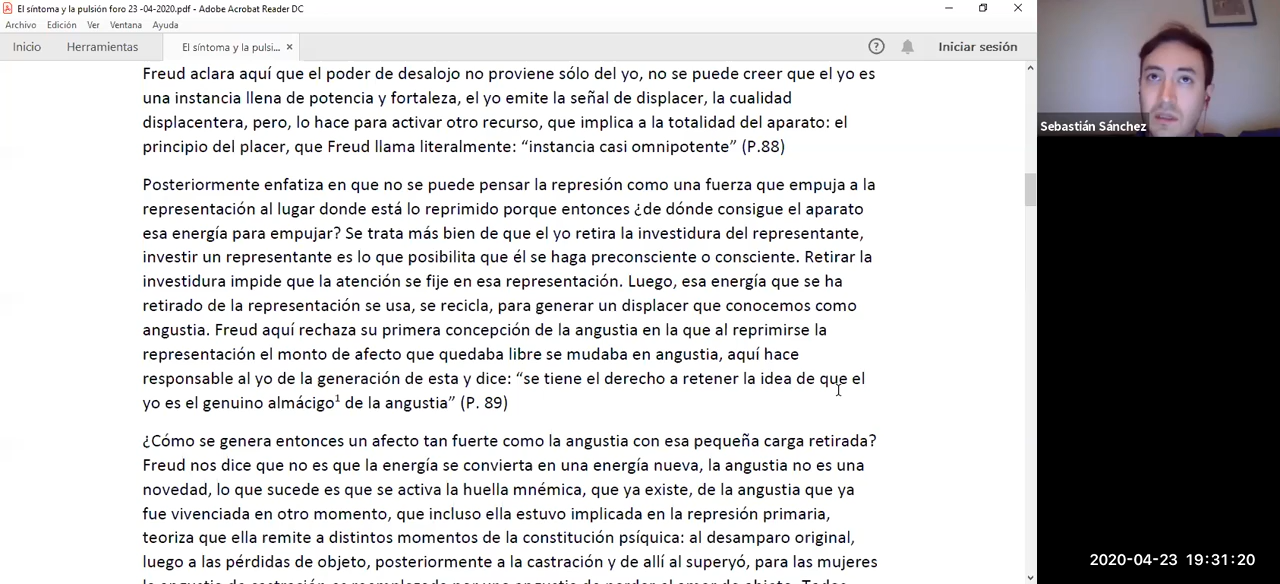 El síntoma y la pulsión foro 23 -04-2020.pdf - Adobe Acrobat Reader DC
Archivo Edición Ver Ventana Ayuda
Inicio Herramientas El síntoma y la pulsi... × Iniciar sesión
Freud aclara aquí que el poder de desalojo no proviene sólo del yo, no se puede creer que el yo es
una instancia llena de potencia y fortaleza, el yo emite la señal de displacer, la cualidad
displacentera, pero, lo hace para activar otro recurso, que implica a la totalidad del aparato: el
principio del placer, que Freud llama literalmente: “instancia casi omnipotente” (P.88)
Posteriormente enfatiza en que no se puede pensar la represión como una fuerza que empuja a la
representación al lugar donde está lo reprimido porque entonces ¿de dónde consigue el aparato
esa energía para empujar? Se trata más bien de que el yo retira la investidura del representante,
investir un representante es lo que posibilita que él se haga preconsciente o consciente. Retirar la
investidura impide que la atención se fije en esa representación. Luego, esa energía que se ha
retirado de la representación se usa, se recicla, para generar un displacer que conocemos como
angustia. Freud aquí rechaza su primera concepción de la angustia en la que al reprimirse la
representación el monto de afecto que quedaba libre se mudaba en angustia, aquí hace
responsable al yo de la generación de esta y dice: “se tiene el derecho a retener la idea de que el
yo es el genuino almácigo¹ de la angustia” (P. 89)
¿Cómo se genera entonces un afecto tan fuerte como la angustia con esa pequeña carga retirada?
Freud nos dice que no es que la energía se convierta en una energía nueva, la angustia no es una
novedad, lo que sucede es que se activa la huella mnémica, que ya existe, de la angustia que ya
fue vivenciada en otro momento, que incluso ella estuvo implicada en la represión primaria,
teoriza que ella remite a distintos momentos de la constitución psíquica: al desamparo original,
luego a las pérdidas de objeto, posteriormente a la castración y de allí al superyó, para las mujeres
Sebastián Sánchez
2020-04-23 19:31:20